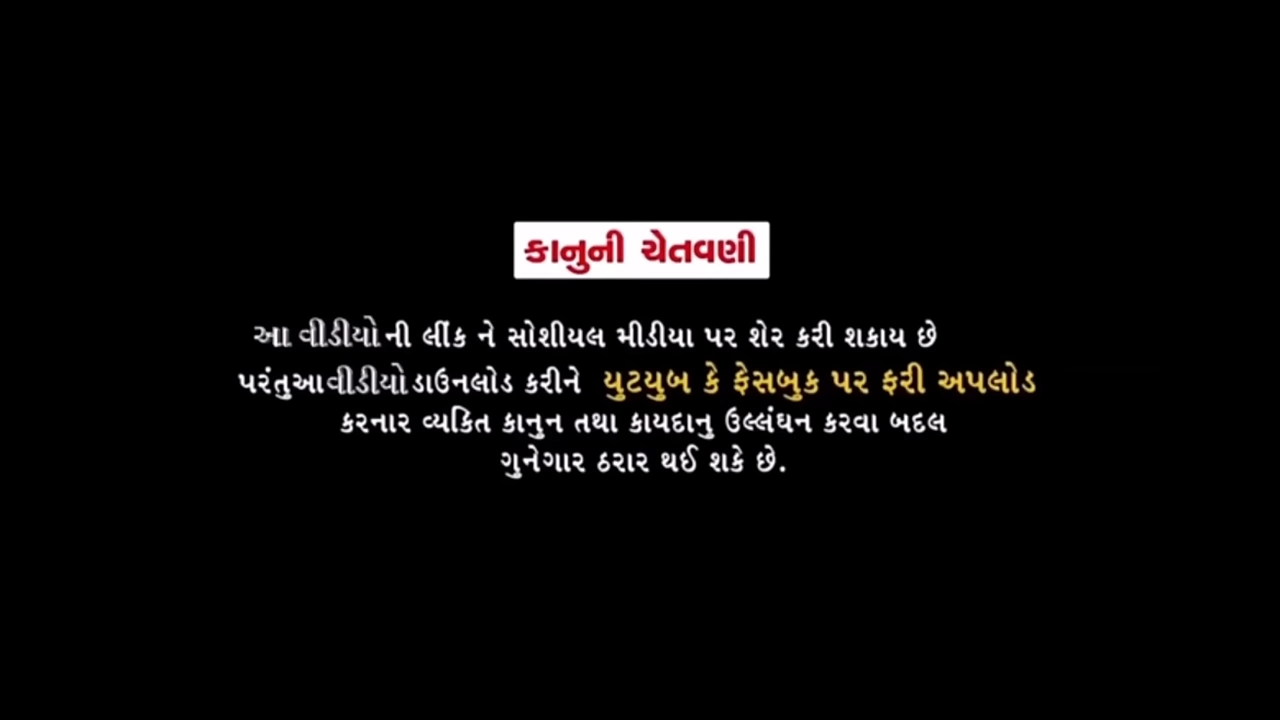 કાનુની ચેતવણી
આ વીડીયો ની લીંક ને સોશીયલ મીડીયા પર શેર કરી શકાય છે
પરંતુઆવીડીયો ડાઉનલોડ કરીને યુટયુબ કે ફેસબુક પર ફરી અપલોડ
કરનાર વ્યકિત કાનુન તથા કાયદાનુ ઉલ્લંઘન કરવા બદલ
ગુનેગાર ઠરાર થઈ શકે છે.